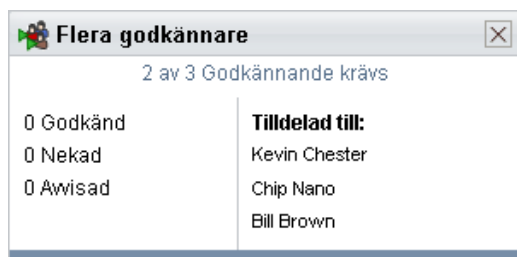 Flera godkännare
2 av 3 Godkännande krävs
0 Godkänd
0 Nekad
0 Avvisad
Tilldelad till:
Kevin Chester
Chip Nano
Bill Brown